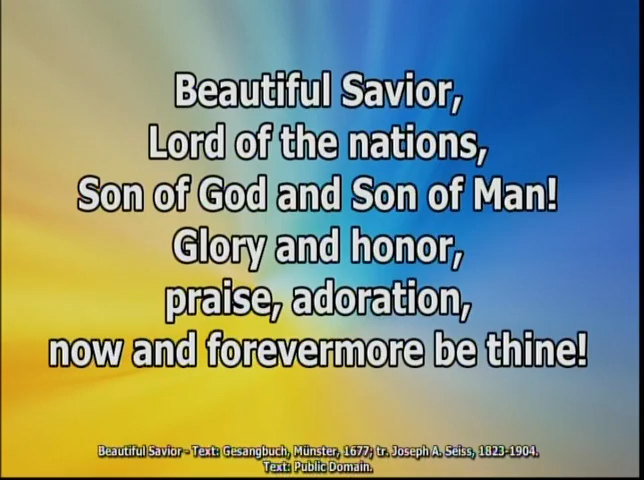 Beautiful Savior,
Lord of the nations,
Son of God and Son of Man!
Glory and honor,
praise, adoration,
now and forevermore be thine!
Beautiful Savior - Text: Gesangbuch, Münster, 1677; tr. Joseph A. Seiss, 1823-1904.
Text: Public Domain.